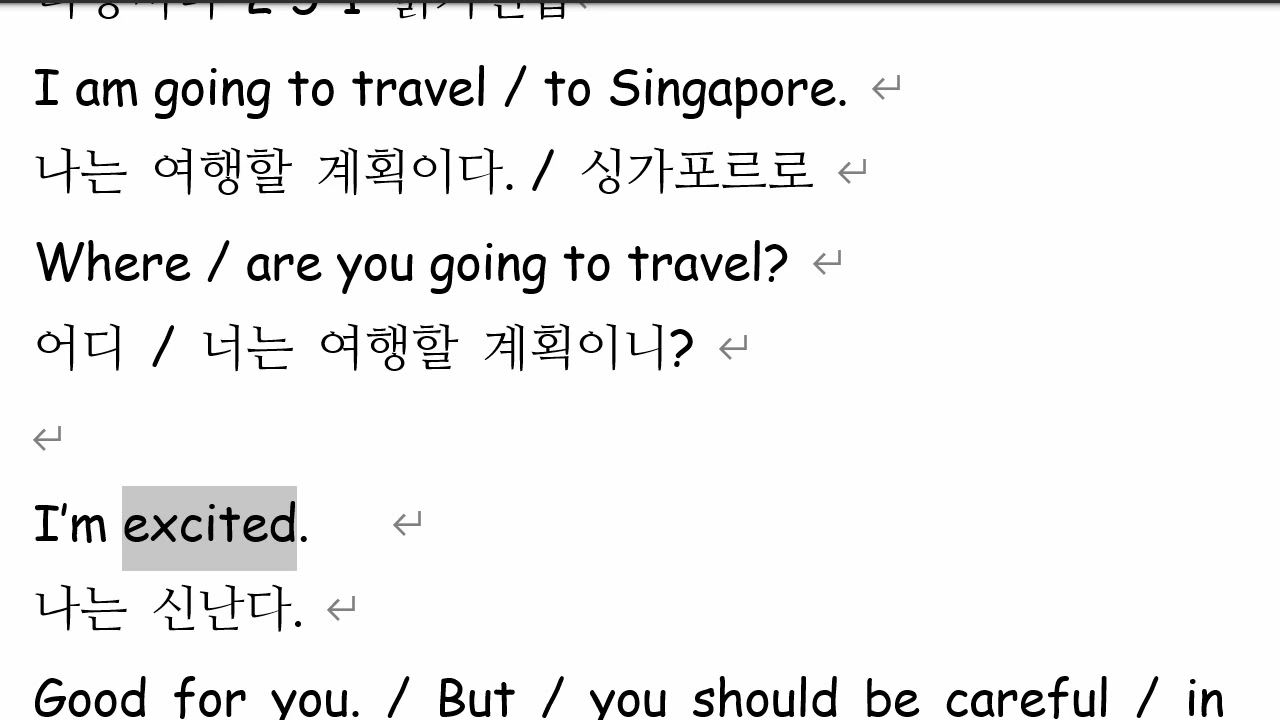 I am going to travel / to Singapore.
나는 여행할 계획이다. / 싱가포르로
Where / are you going to travel?
어디 / 너는 여행할 계획이니?
I'm excited.
나는 신난다.
Good for you. / But / you should be careful / in